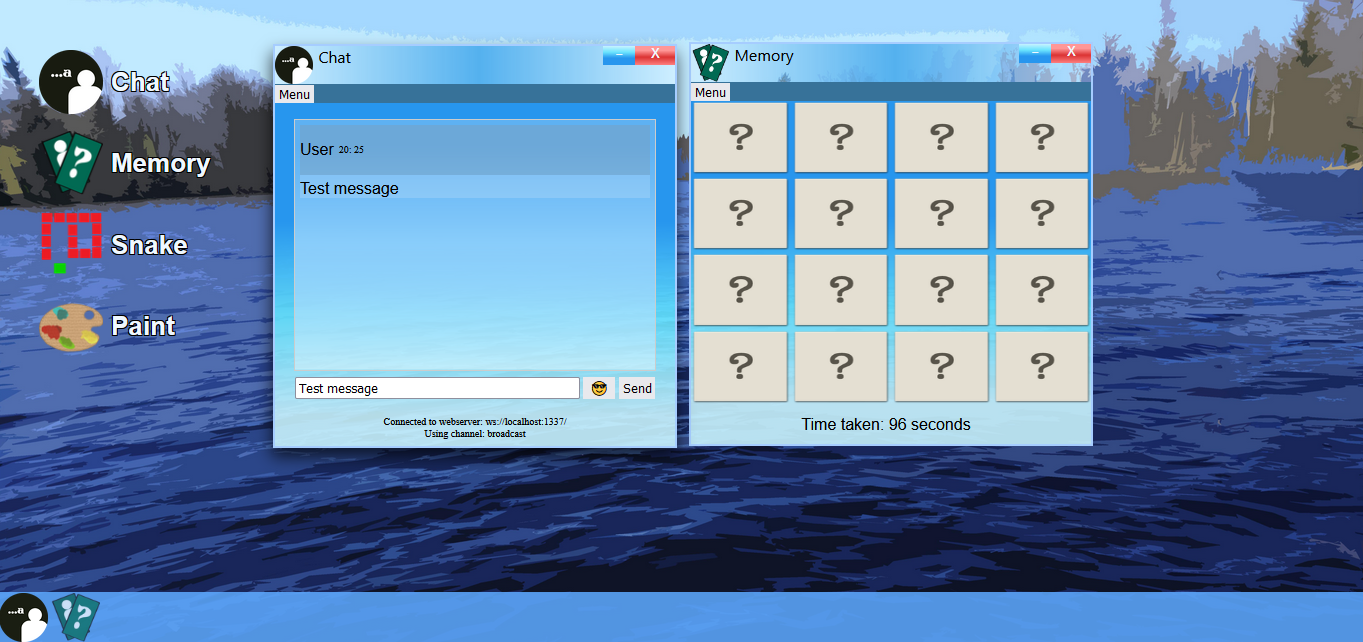 Chat
Memory
Snake
Paint
...a
Chat
– X
Menu
User 20:25
Test message
Test message
Send
Connected to webserver: ws://localhost:1337/
Using channel: broadcast
?
Memory
– X
Menu
? ? ? ?
? ? ? ?
? ? ? ?
? ? ? ?
Time taken: 96 seconds
...a
?